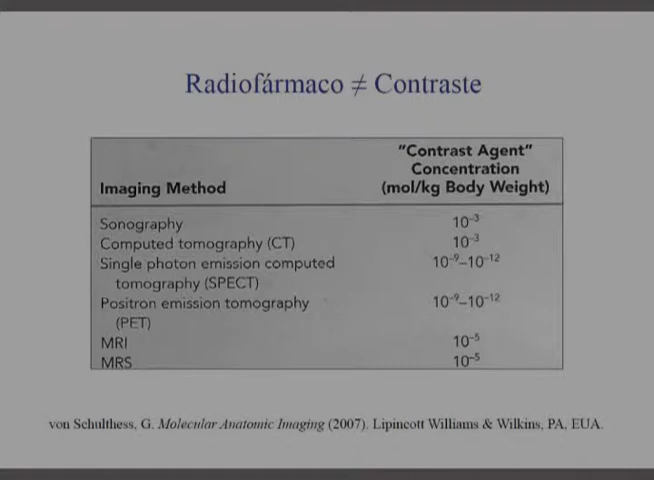 Radiofármaco ≠ Contraste
"Contrast Agent"
Concentration
Imaging Method (mol/kg Body Weight)
Sonography 10⁻³
Computed tomography (CT) 10⁻³
Single photon emission computed 10⁻⁹–10⁻¹²
tomography (SPECT)
Positron emission tomography 10⁻⁹–10⁻¹²
(PET)
MRI 10⁻⁵
MRS 10⁻⁵
von Schulthess, G. Molecular Anatomic Imaging (2007). Lipincott Williams & Wilkins, PA, EUA.